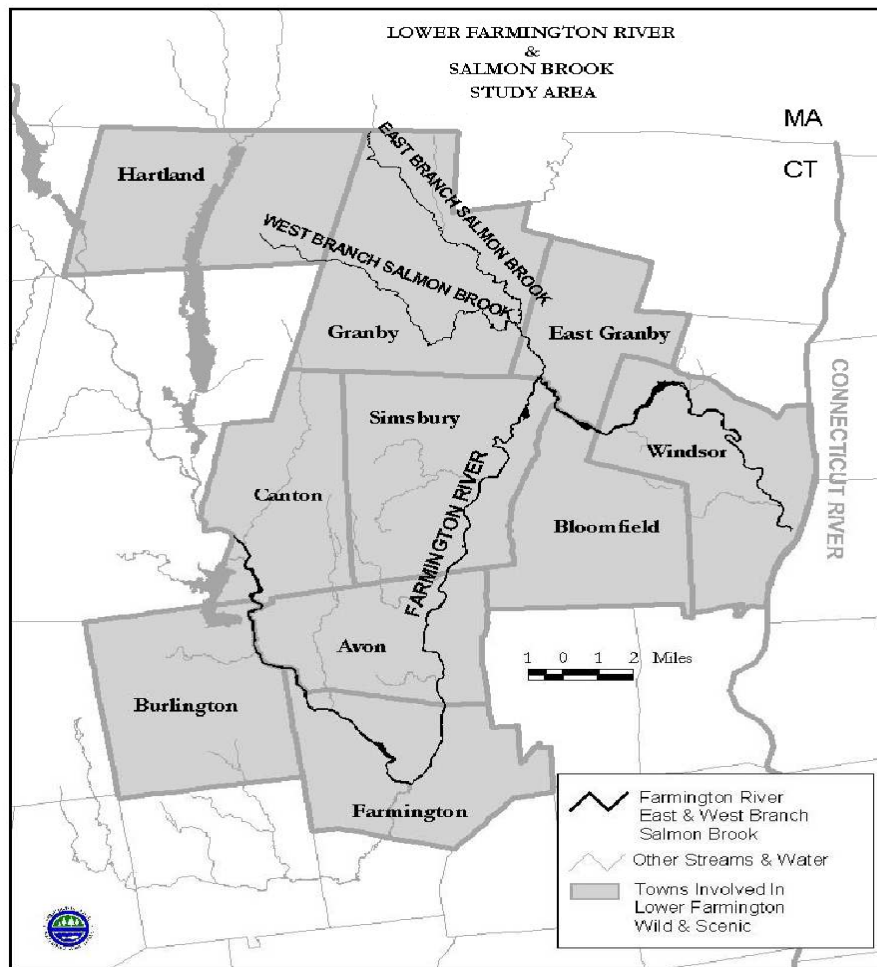 LOWER FARMINGTON RIVER
&
SALMON BROOK
STUDY AREA
MA
CT
Hartland
EAST BRANCH SALMON BROOK
WEST BRANCH SALMON BROOK
Granby
East Granby
CONNECTICUT RIVER
Simsbury
FARMINGTON RIVER
Windsor
Canton
Bloomfield
Avon
1 0 1 2 Miles
Burlington
Farmington
Farmington River
East & West Branch
Salmon Brook
Other Streams & Water
Towns Involved In
Lower Farmington
Wild & Scenic